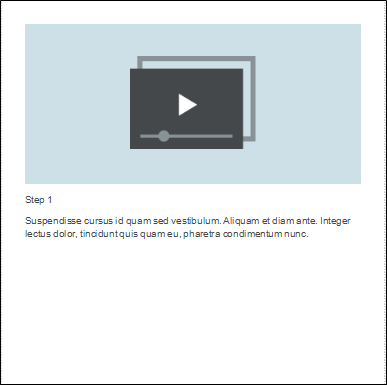 Step 1
Suspendisse cursus id quam sed vestibulum. Aliquam et diam ante. Integer
lectus dolor, tincidunt quis quam eu, pharetra condimentum nunc.